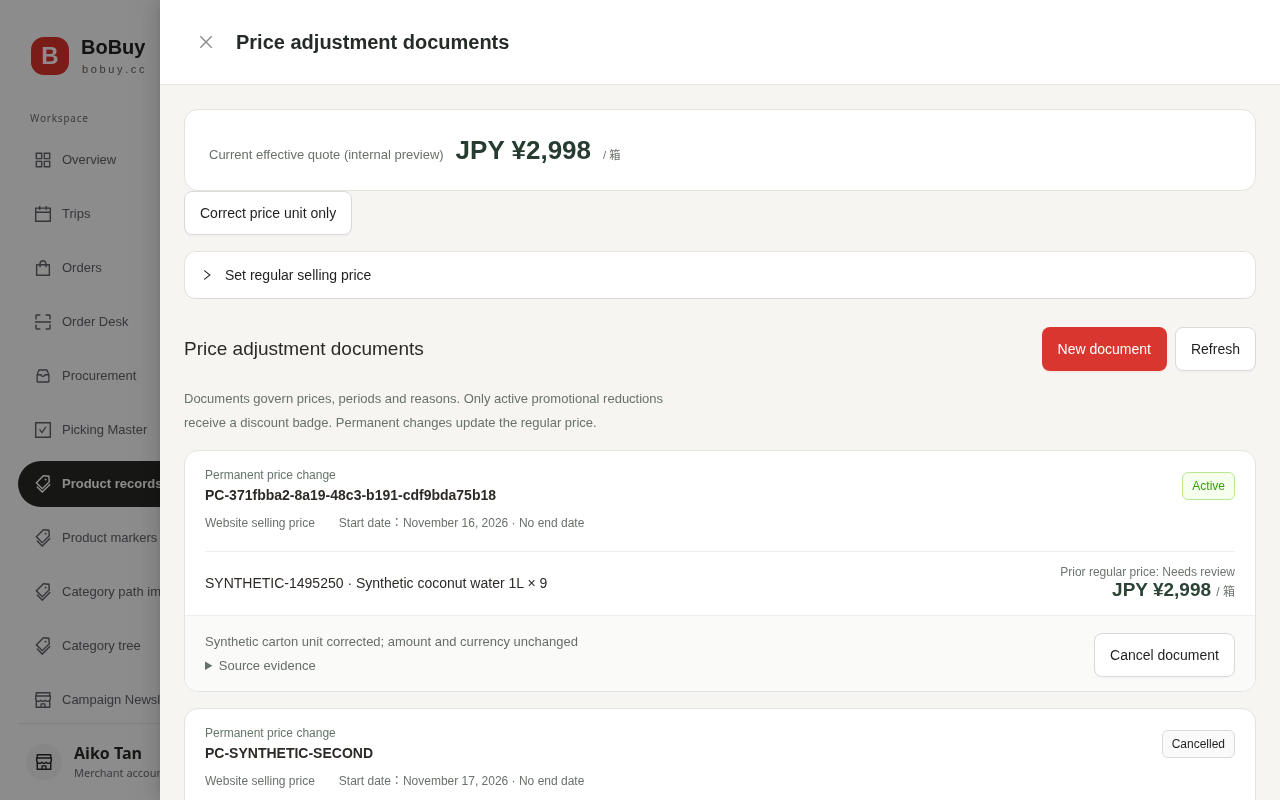 B
BoBuy
bobuy.cc
Workspace
Overview
Trips
Orders
Order Desk
Procurement
Picking Master
Product records
Product markers
Category path im
Category tree
Campaign Newsl
Aiko Tan
Merchant accour
Price adjustment documents
Current effective quote (internal preview) JPY ¥2,998 / 箱
Correct price unit only
Set regular selling price
Price adjustment documents
New document
Refresh
Documents govern prices, periods and reasons. Only active promotional reductions
receive a discount badge. Permanent changes update the regular price.
Permanent price change
PC-371fbba2-8a19-48c3-b191-cdf9bda75b18
Active
Website selling price Start date：November 16, 2026 · No end date
SYNTHETIC-1495250 · Synthetic coconut water 1L × 9
Prior regular price: Needs review
JPY ¥2,998 / 箱
Synthetic carton unit corrected; amount and currency unchanged
Source evidence
Cancel document
Permanent price change
PC-SYNTHETIC-SECOND
Cancelled
Website selling price Start date：November 17, 2026 · No end date